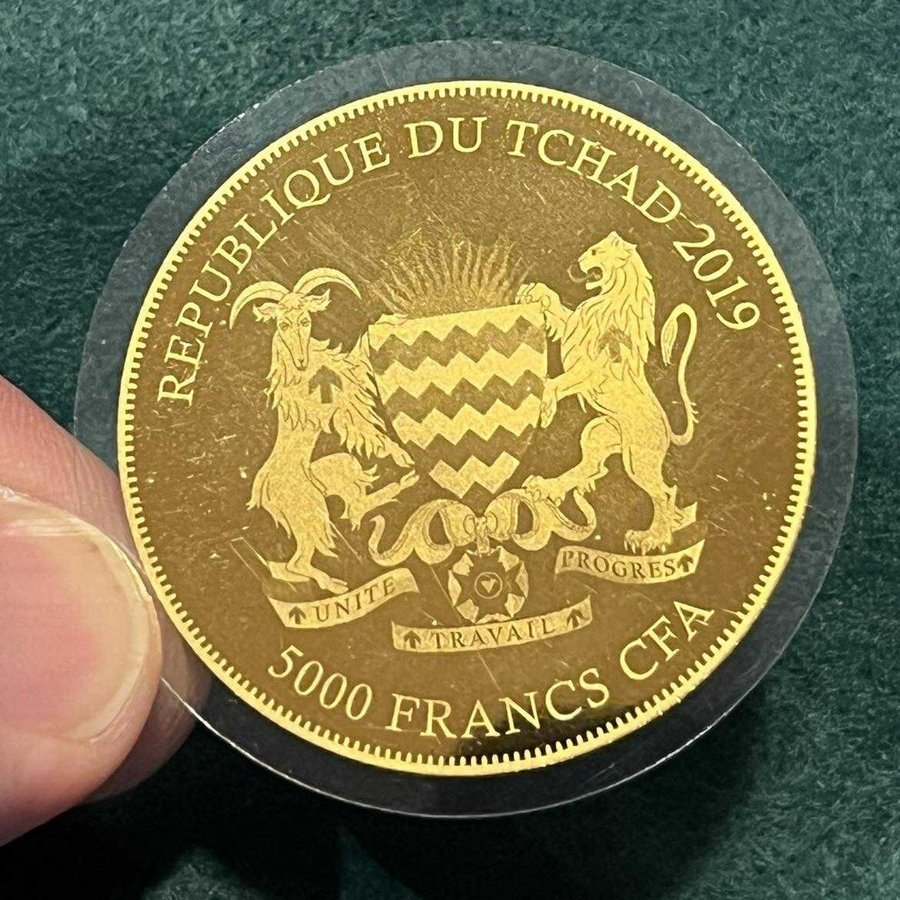 REPUBLIQUE DU TCHAD 2019
UNITE
TRAVAIL
PROGRES
5000 FRANCS CFA